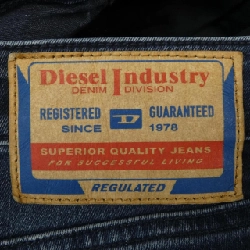 Diesel Industry
DENIM DIVISION
REGISTERED D GUARANTEED
SINCE 1978
SUPERIOR QUALITY JEANS
FOR SUCCESSFUL LIVING
REGULATED